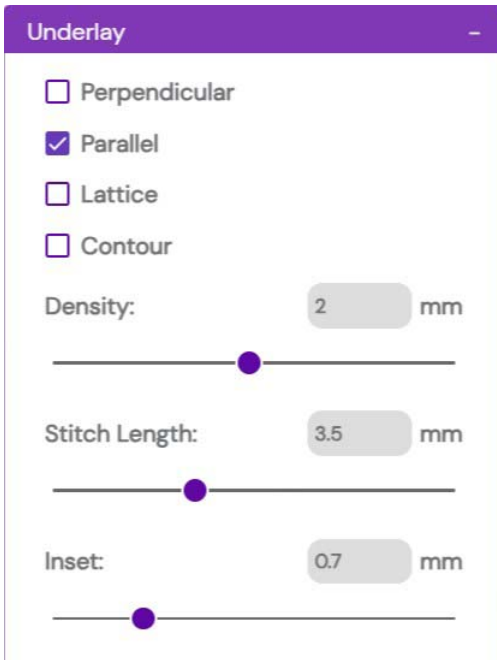 Underlay -
Perpendicular
Parallel
Lattice
Contour
Density: 2 mm
Stitch Length: 3.5 mm
Inset: 0.7 mm